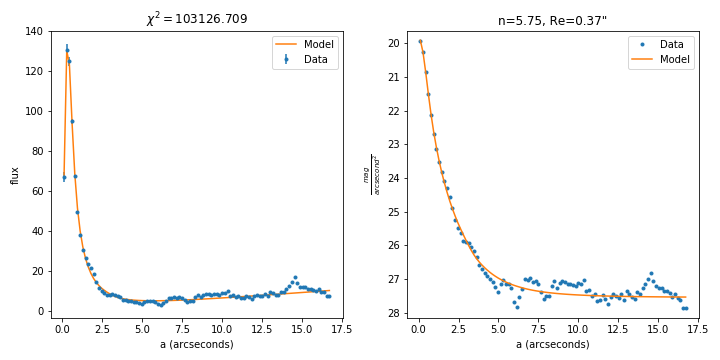 χ² = 103126.709
140
120
100
80
60
40
20
0
flux
Model
Data
0.0 2.5 5.0 7.5 10.0 12.5 15.0 17.5
a (arcseconds)
n=5.75, Re=0.37"
20
21
22
23
24
25
26
27
28
mag
arcsecond²
Data
Model
0.0 2.5 5.0 7.5 10.0 12.5 15.0 17.5
a (arcseconds)